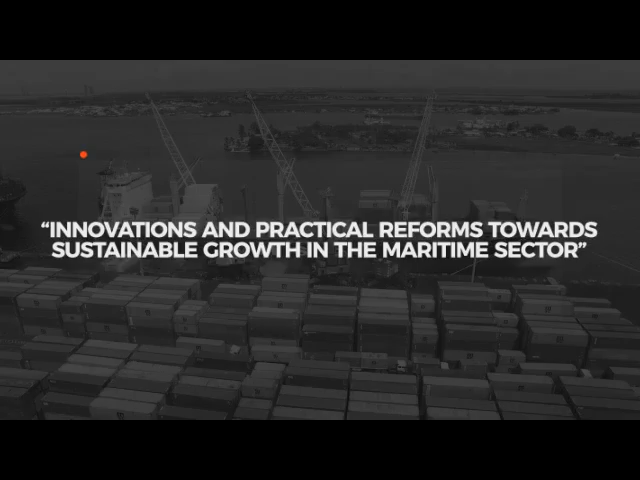 “INNOVATIONS AND PRACTICAL REFORMS TOWARDS
SUSTAINABLE GROWTH IN THE MARITIME SECTOR”